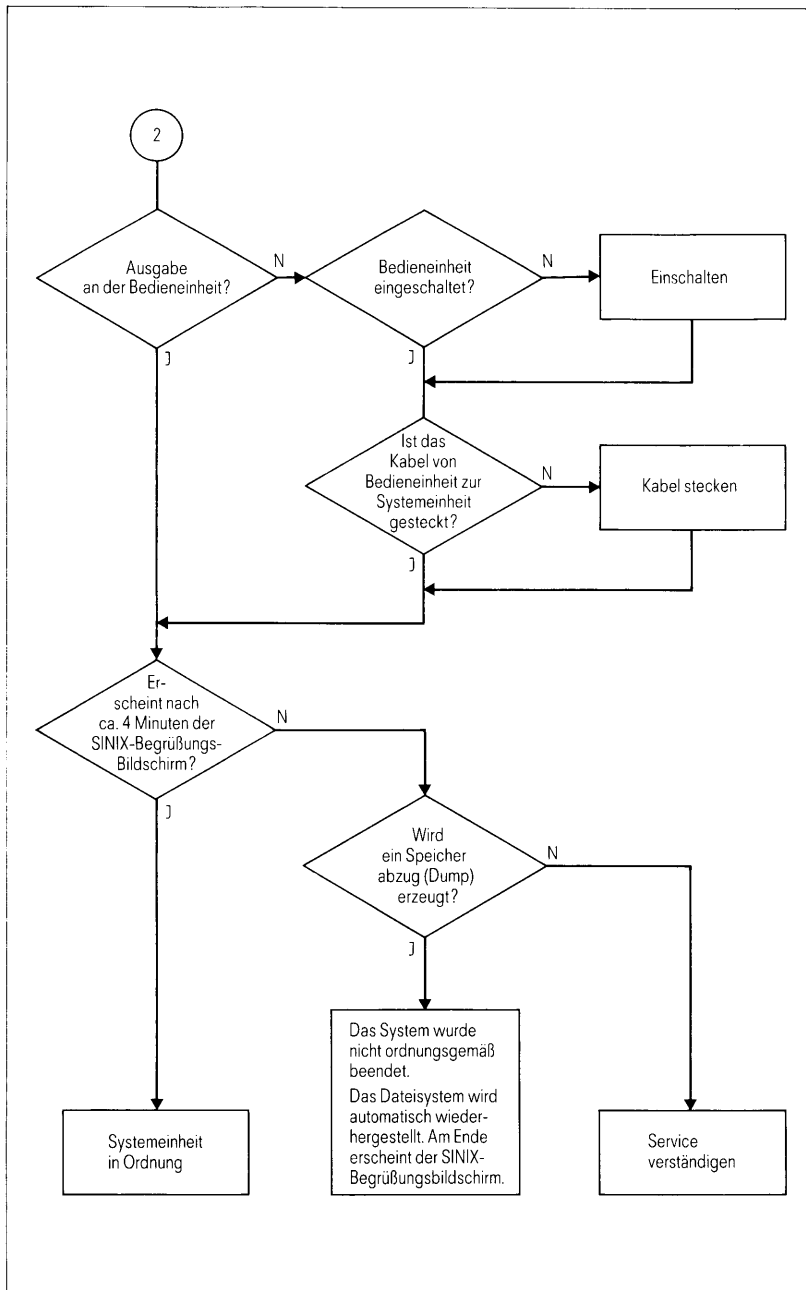 2
Ausgabe
an der Bedieneinheit?
N
J
Bedieneinheit
eingeschaltet?
N
J
Einschalten
Ist das
Kabel von
Bedieneinheit zur
Systemeinheit
gesteckt?
N
J
Kabel stecken
Er-
scheint nach
ca. 4 Minuten der
SINIX-Begrüßungs-
Bildschirm?
N
J
Wird
ein Speicher
abzug (Dump)
erzeugt?
N
J
Systemeinheit
in Ordnung
Das System wurde
nicht ordnungsgemäß
beendet.
Das Dateisystem wird
automatisch wieder-
hergestellt. Am Ende
erscheint der SINIX-
Begrüßungsbildschirm.
Service
verständigen